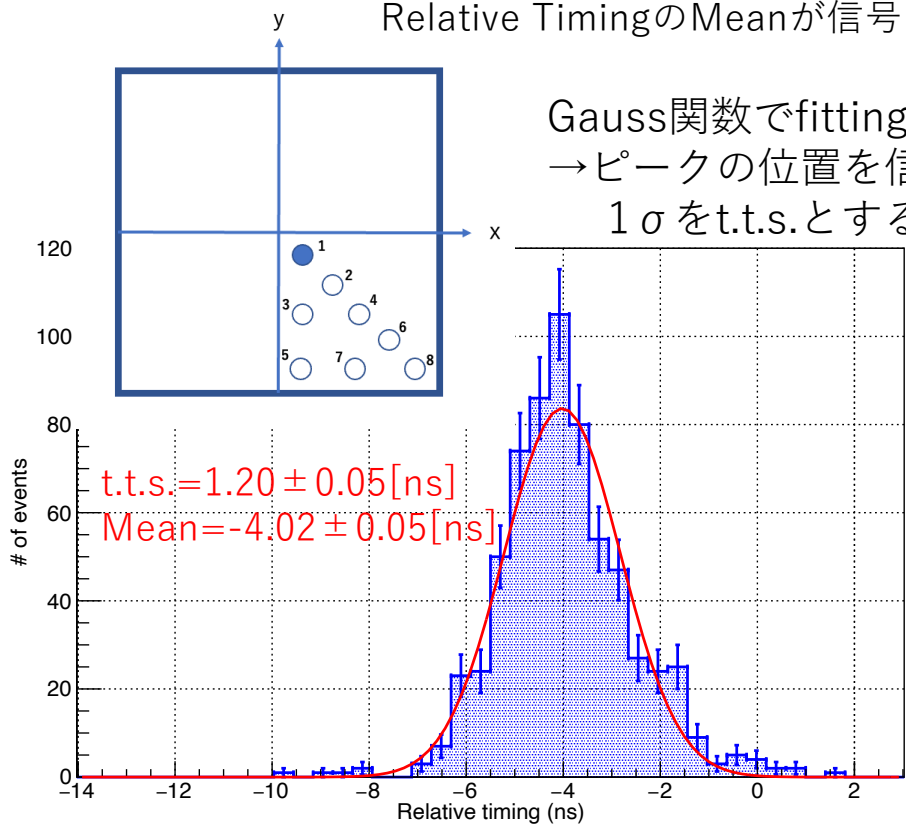 Relative TimingのMeanが信号
y
Gauss関数でfitting
→ピークの位置を信
1σをt.t.s.とする
x
1
2
3
4
5
6
7
8
t.t.s.=1.20±0.05[ns]
Mean=-4.02±0.05[ns]
# of events
120
100
80
60
40
20
0
−14 −12 −10 −8 −6 −4 −2 0 2
Relative timing (ns)